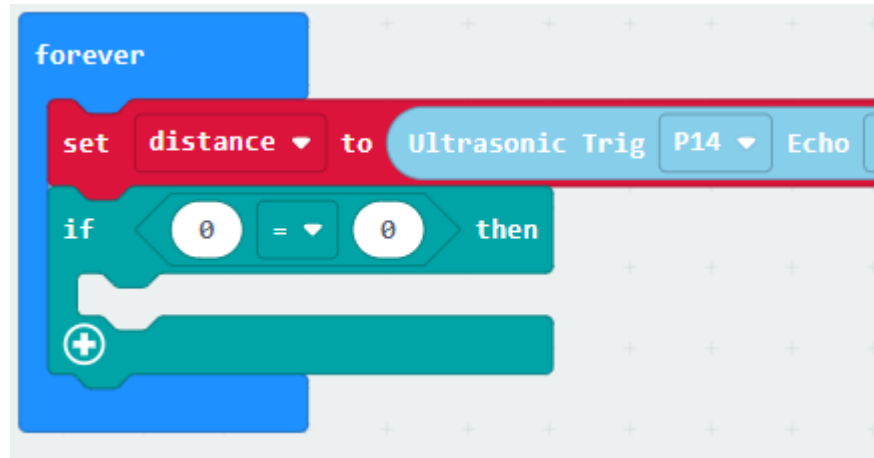 forever
set distance to Ultrasonic Trig P14 Echo
if 0 = 0 then